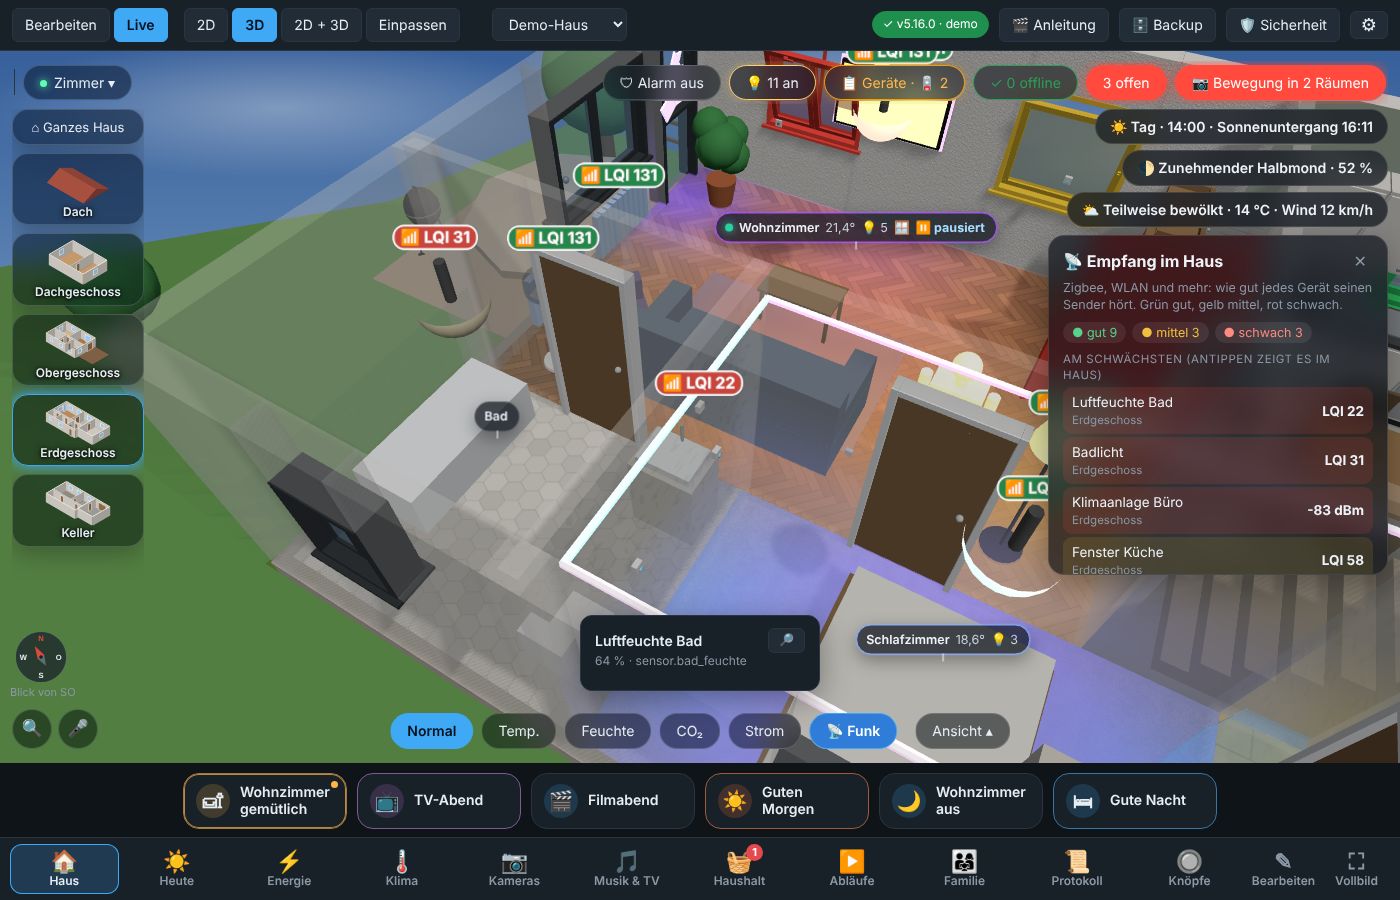 Bearbeiten Live 2D 3D 2D + 3D Einpassen Demo-Haus ✓ v5.16.0 · demo Anleitung Backup Sicherheit
Zimmer ▾
Alarm aus
11 an
Geräte · 2
✓ 0 offline
3 offen
Bewegung in 2 Räumen
LQI 131
Ganzes Haus
Tag · 14:00 · Sonnenuntergang 16:11
Zunehmender Halbmond · 52 %
Teilweise bewölkt · 14 °C · Wind 12 km/h
Dach
Dachgeschoss
Obergeschoss
Erdgeschoss
Keller
LQI 131
LQI 31
LQI 131
Wohnzimmer 21,4° 5 pausiert
LQI 22
Bad
Empfang im Haus ✕
Zigbee, WLAN und mehr: wie gut jedes Gerät seinen
Sender hört. Grün gut, gelb mittel, rot schwach.
gut 9 mittel 3 schwach 3
AM SCHWÄCHSTEN (ANTIPPEN ZEIGT ES IM
HAUS)
Luftfeuchte Bad
Erdgeschoss
LQI 22
Badlicht
Erdgeschoss
LQI 31
Klimaanlage Büro
Erdgeschoss
-83 dBm
Fenster Küche
Erdgeschoss
LQI 58
Luftfeuchte Bad
64 % · sensor.bad_feuchte
Schlafzimmer 18,6° 3
N
W O
S
Blick von SO
Normal Temp. Feuchte CO₂ Strom Funk Ansicht ▴
Wohnzimmer
gemütlich
TV-Abend
Filmabend
Guten
Morgen
Wohnzimmer
aus
Gute Nacht
1
Haus Heute Energie Klima Kameras Musik & TV Haushalt Abläufe Familie Protokoll Knöpfe Bearbeiten Vollbild